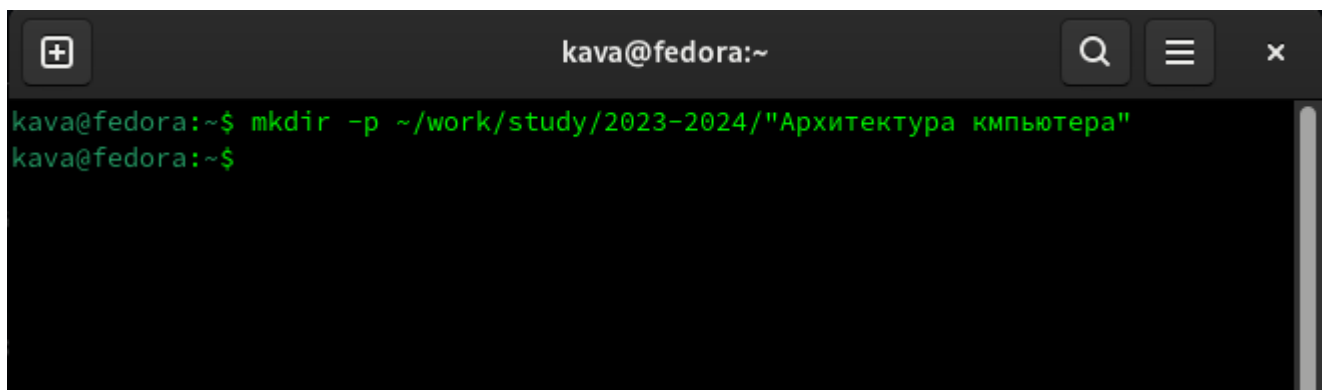 kava@fedora:~
kava@fedora:~$ mkdir -p ~/work/study/2023-2024/"Архитектура кмпьютера"
kava@fedora:~$